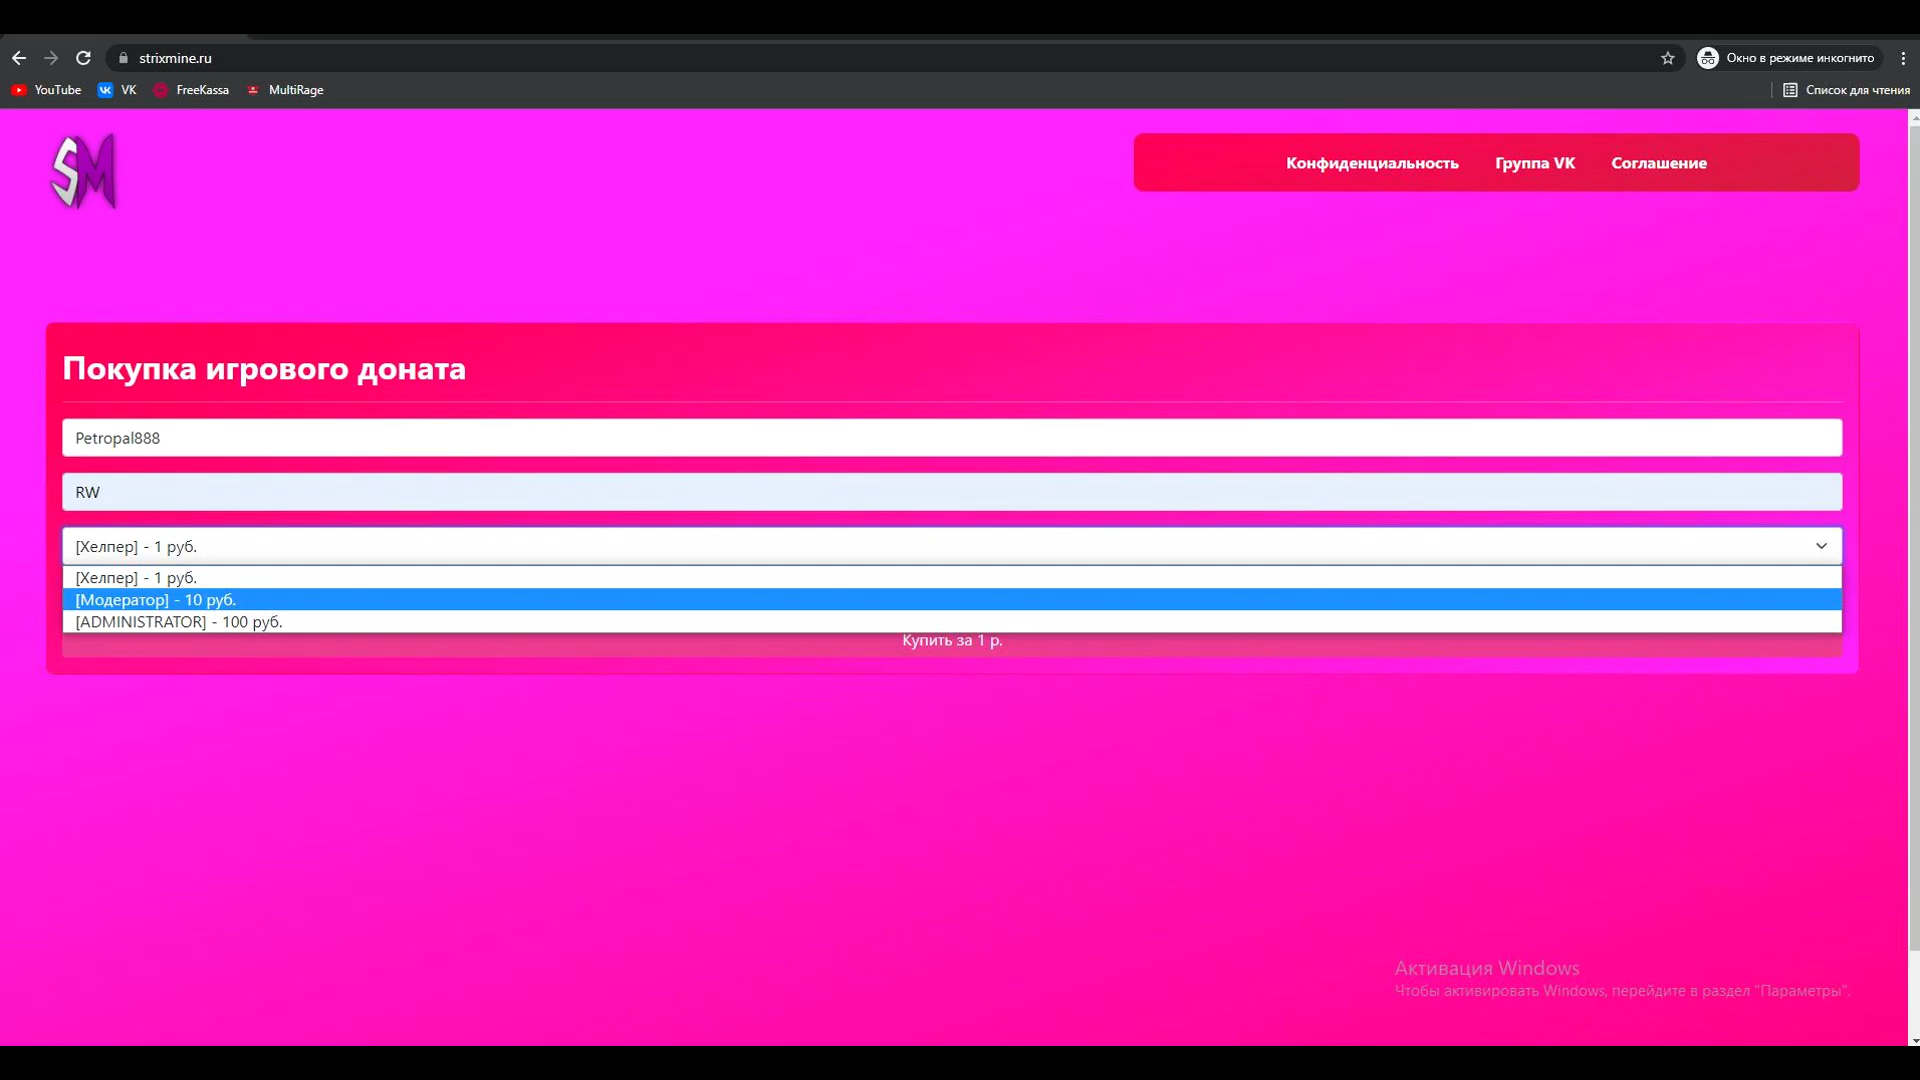 strixmine.ru
Окно в режиме инкогнито
YouTube
VK
FreeKassa
MultiRage
Список для чтения
SM
Конфиденциальность
Группа VK
Соглашение
Покупка игрового доната
Petropal888
RW
[Хелпер] - 1 руб.
[Хелпер] - 1 руб.
[Модератор] - 10 руб.
[ADMINISTRATOR] - 100 руб.
Купить за 1 р.
Активация Windows
Чтобы активировать Windows, перейдите в раздел "Параметры".